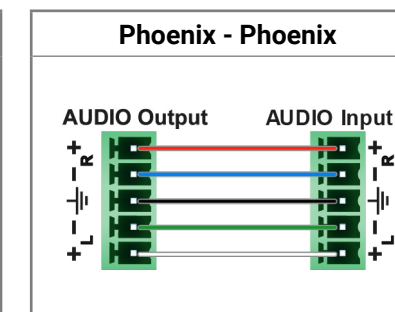 Phoenix - Phoenix
AUDIO Output
AUDIO Input
+
R
-
-
L
+
+
R
-
-
L
+